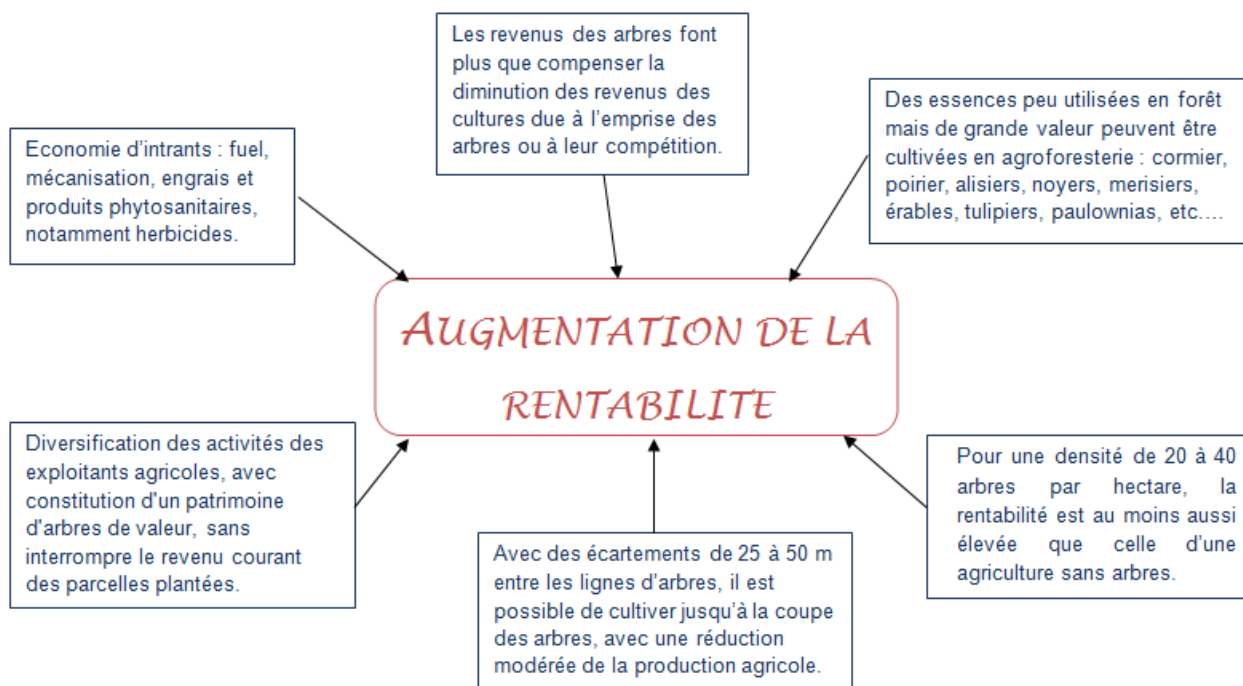 Les revenus des arbres font
plus que compenser la
diminution des revenus des
cultures due à l’emprise des
arbres ou à leur compétition.
Des essences peu utilisées en forêt
mais de grande valeur peuvent être
cultivées en agroforesterie : cormier,
poirier, alisiers, noyers, merisiers,
érables, tulipiers, paulownias, etc.…
Economie d’intrants : fuel,
mécanisation, engrais et
produits phytosanitaires,
notamment herbicides.
AUGMENTATION DE LA
RENTABILITE
Diversification des activités des
exploitants agricoles, avec
constitution d'un patrimoine
d'arbres de valeur, sans
interrompre le revenu courant
des parcelles plantées.
Avec des écartements de 25 à 50 m
entre les lignes d’arbres, il est
possible de cultiver jusqu’à la coupe
des arbres, avec une réduction
modérée de la production agricole.
Pour une densité de 20 à 40
arbres par hectare, la
rentabilité est au moins aussi
élevée que celle d’une
agriculture sans arbres.